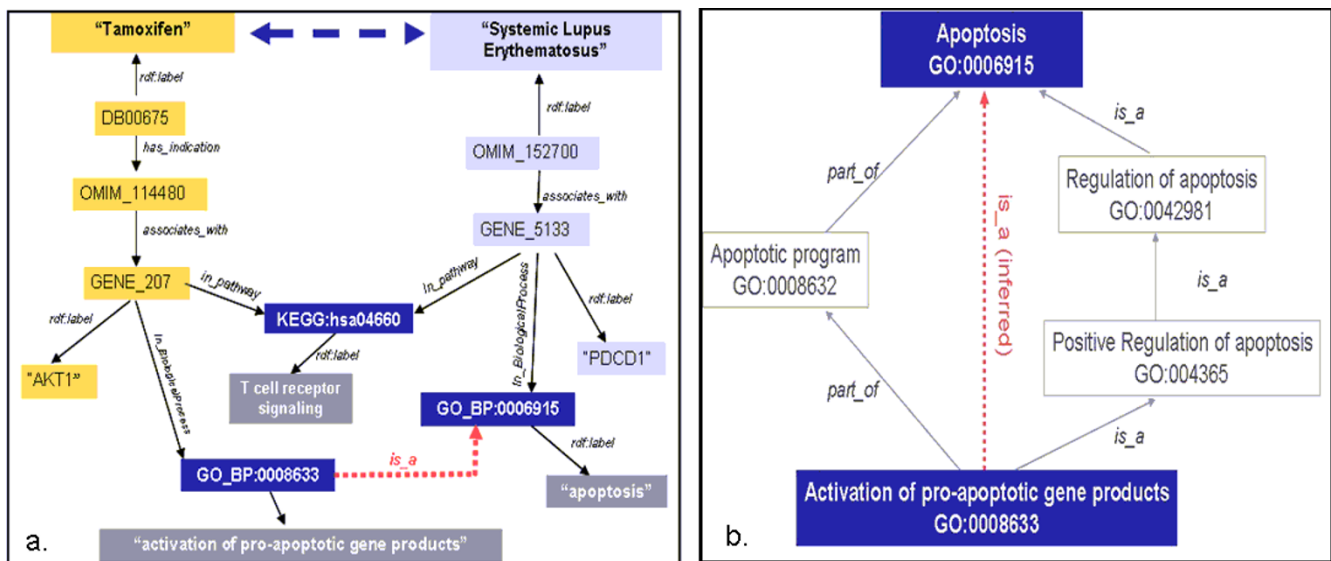 “Tamoxifen”
“Systemic Lupus
Erythematosus”
rdf:label
rdf:label
DB00675
has_indication
OMIM_152700
OMIM_114480
associates_with
associates_with
GENE_5133
GENE_207
in_pathway
In_pathway
rdf:label
KEGG:hsa04660
rdf:label
In_BiologicalProcess
In_BiologicalProcess
rdf:label
"AKT1”
"PDCD1"
T cell receptor
signaling
GO_BP:0006915
is_a
rdf:label
GO_BP:0008633
“apoptosis”
“activation of pro-apoptotic gene products”
a.
Apoptosis
GO:0006915
is_a
part_of
is_a (inferred)
Regulation of apoptosis
GO:0042981
Apoptotic program
GO:0008632
is_a
Positive Regulation of apoptosis
GO:004365
part_of
is_a
Activation of pro-apoptotic gene products
GO:0008633
b.